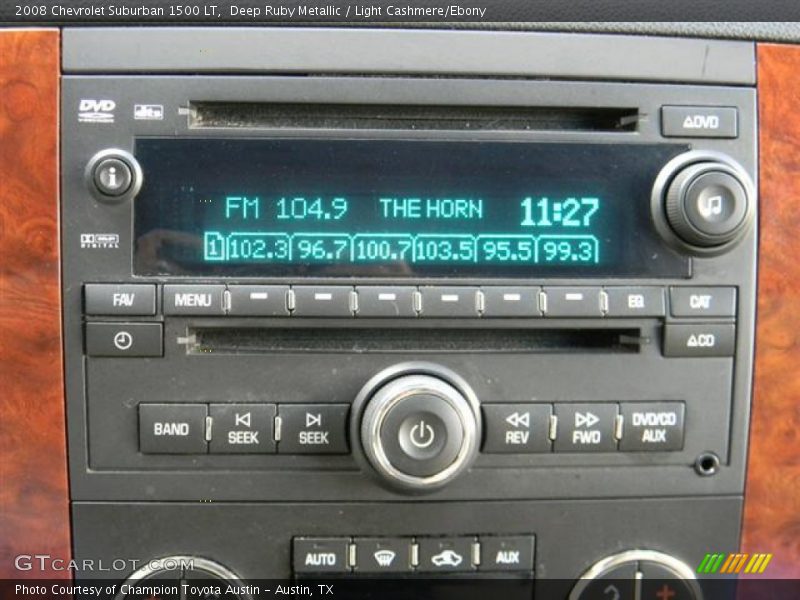 2008 Chevrolet Suburban 1500 LT, Deep Ruby Metallic / Light Cashmere/Ebony
DVD dts
△DVD
i
FM 104.9 THE HORN 11:27
1 102.3 96.7 100.7 103.5 95.5 99.3
DIGITAL
FAV MENU EQ CAT
△CD
BAND SEEK SEEK REV FWD DVD/CD AUX
AUTO AUX
GTCARLOT.COM
Photo Courtesy of Champion Toyota Austin - Austin, TX